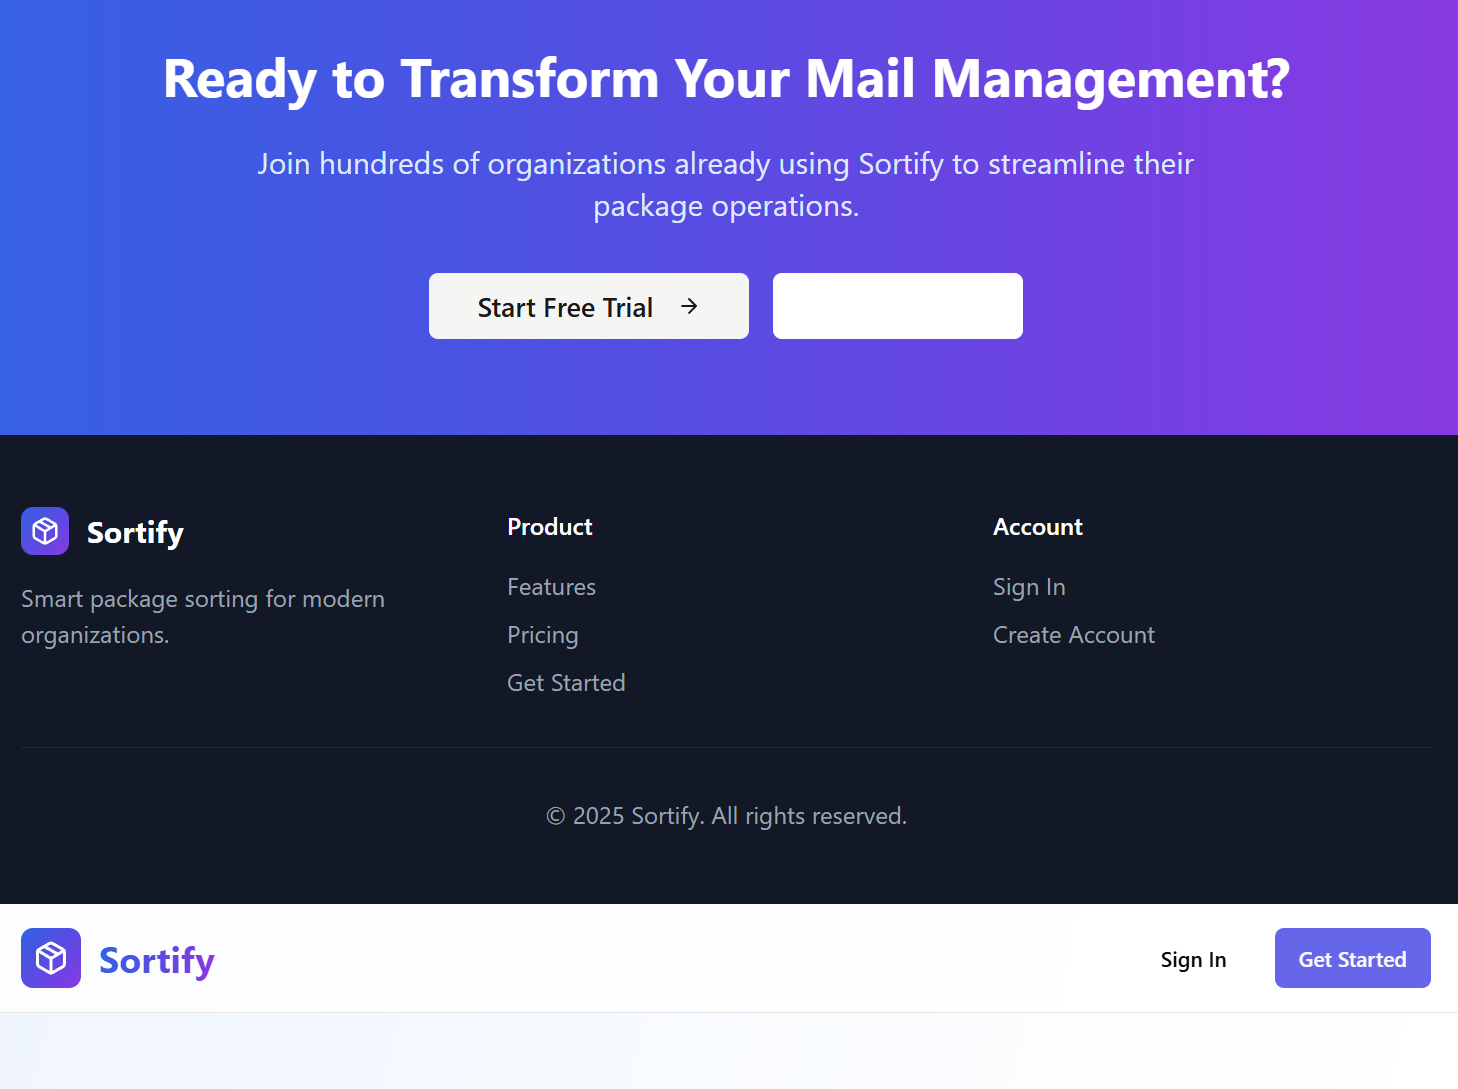 Ready to Transform Your Mail Management?
Join hundreds of organizations already using Sortify to streamline their
package operations.
Start Free Trial
Sortify
Smart package sorting for modern
organizations.
Product
Features
Pricing
Get Started
Account
Sign In
Create Account
© 2025 Sortify. All rights reserved.
Sortify
Sign In
Get Started